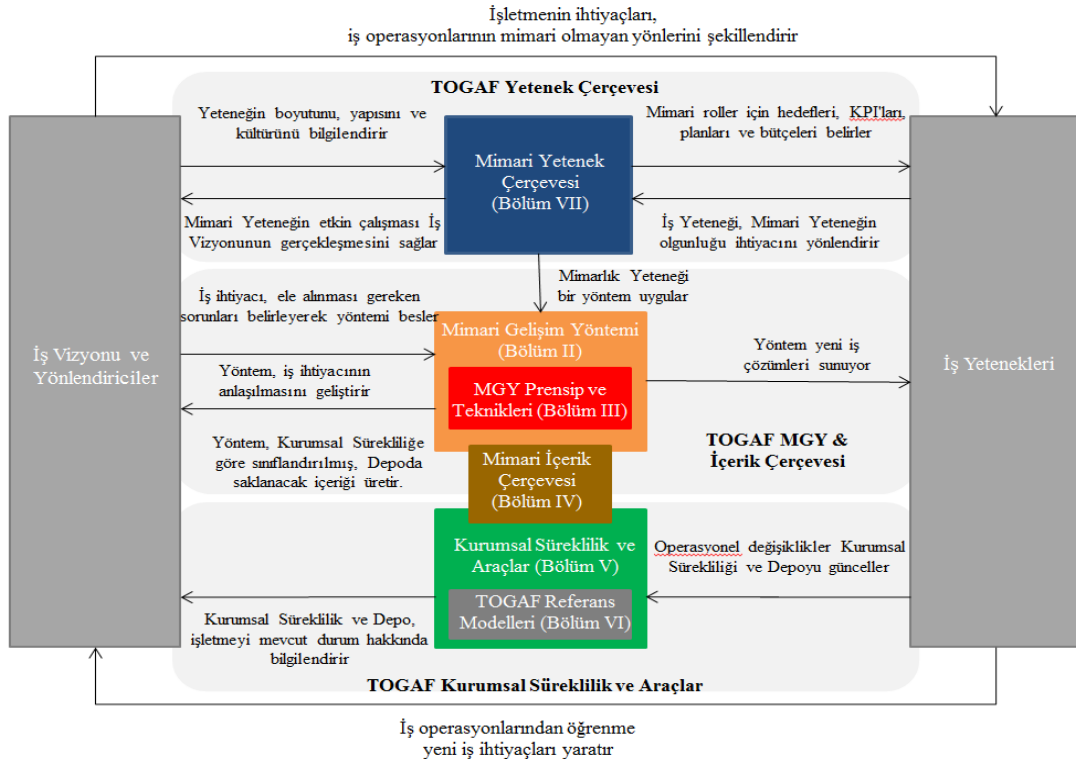 İşletmenin ihtiyaçları,
iş operasyonlarının mimari olmayan yönlerini şekillendirir
TOGAF Yetenek Çerçevesi
Yeteneğin boyutunu, yapısını ve
kültürünü bilgilendirir
Mimari roller için hedefleri, KPI'ları,
planları ve bütçeleri belirler
Mimari Yetenek
Çerçevesi
(Bölüm VII)
Mimari Yeteneğin etkin çalışması İş
Vizyonunun gerçekleşmesini sağlar
İş Yeteneği, Mimari Yeteneğin
olgunluğu ihtiyacını yönlendirir
Mimarlık Yeteneği
bir yöntem uygular
İş ihtiyacı, ele alınması gereken
sorunları belirleyerek yöntemi besler
Mimari Gelişim Yöntemi
(Bölüm II)
İş Vizyonu ve
Yönlendiriciler
Yöntem yeni iş
çözümleri sunuyor
İş Yetenekleri
Yöntem, iş ihtiyacının
anlaşılmasını geliştirir
MGY Prensip ve
Teknikleri (Bölüm III)
TOGAF MGY &
İçerik Çerçevesi
Yöntem, Kurumsal Sürekliliğe
göre sınıflandırılmış, Depoda
saklanacak içeriği üretir.
Mimari İçerik
Çerçevesi
(Bölüm IV)
Kurumsal Süreklilik ve
Araçlar (Bölüm V)
Operasyonel değişiklikler Kurumsal
Sürekliliği ve Depoyu günceller
TOGAF Referans
Modelleri (Bölüm VI)
Kurumsal Süreklilik ve Depo,
işletmeyi mevcut durum hakkında
bilgilendirir
TOGAF Kurumsal Süreklilik ve Araçlar
İş operasyonlarından öğrenme
yeni iş ihtiyaçları yaratır